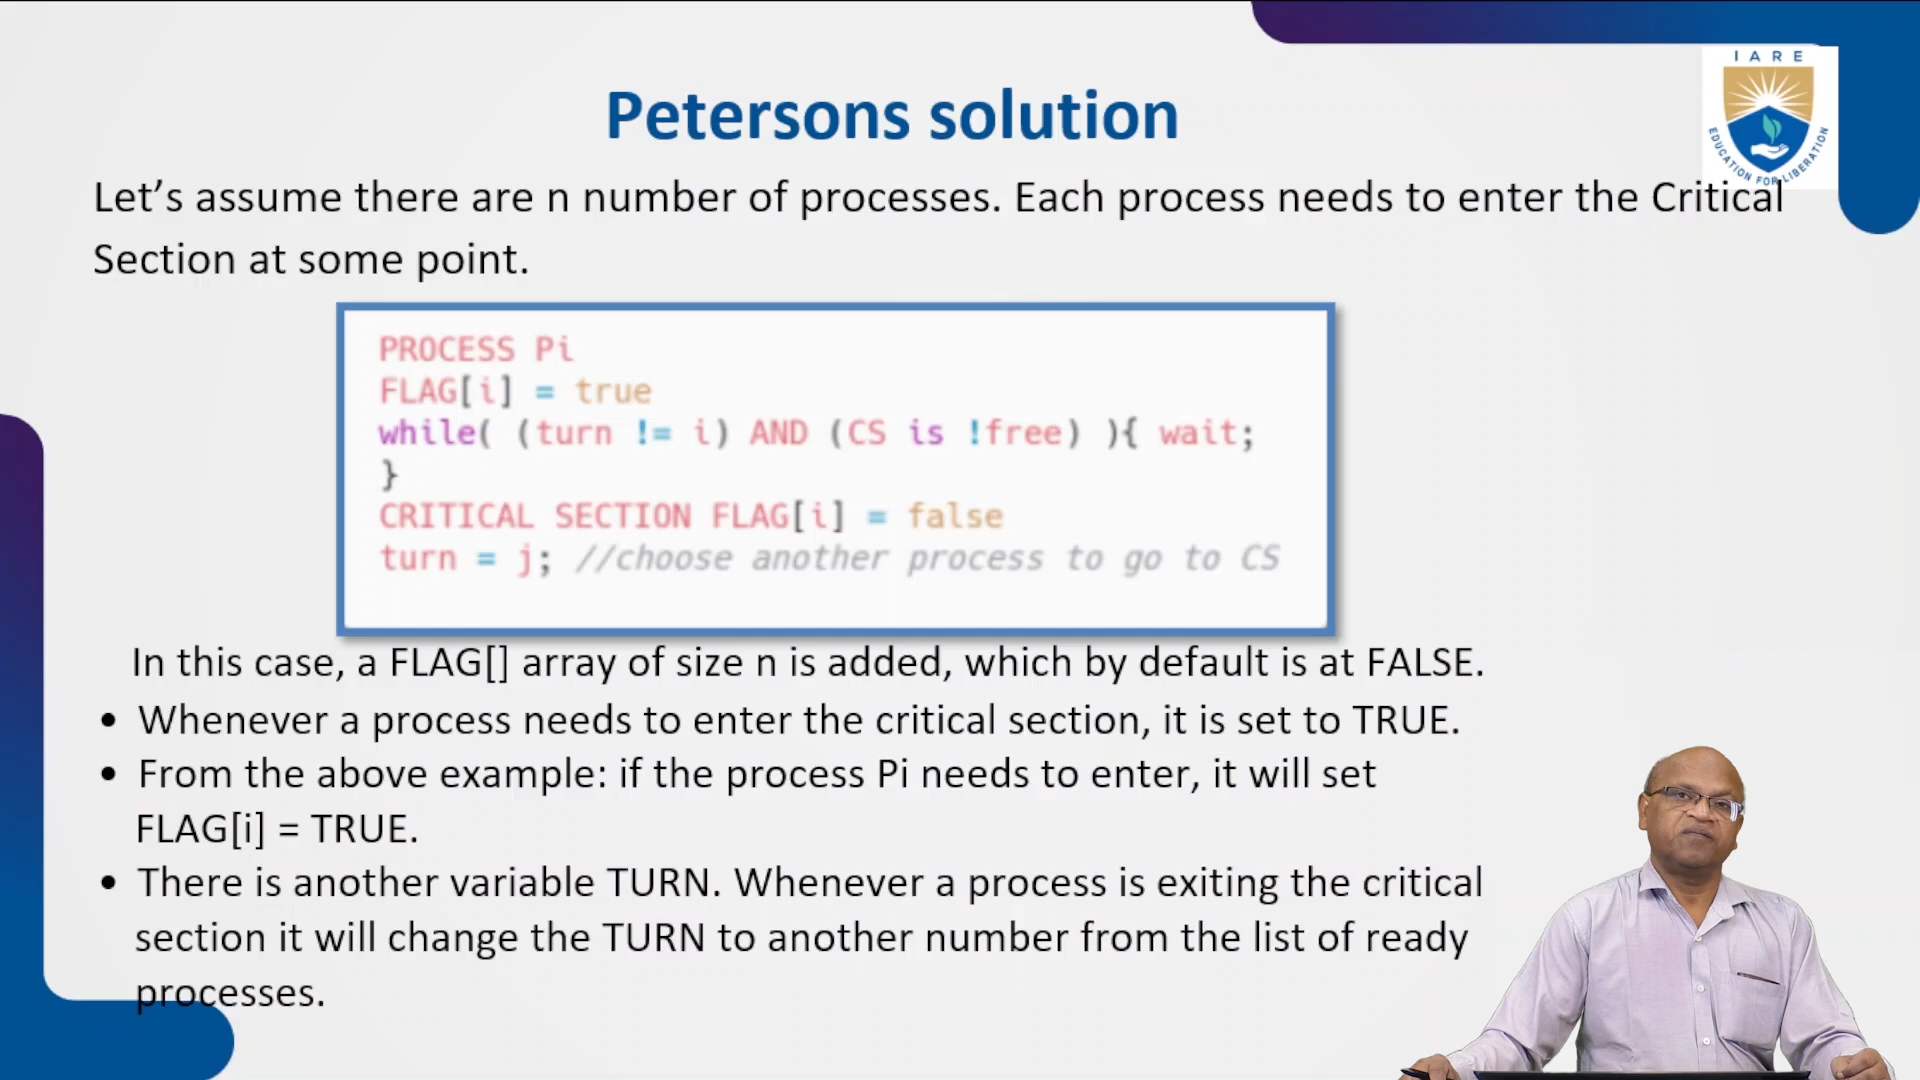 IARE
EDUCATION FOR LIBERATION
Petersons solution
Let’s assume there are n number of processes. Each process needs to enter the Critical
Section at some point.
PROCESS Pi
FLAG[i] = true
while( (turn != i) AND (CS is !free) ){ wait;
}
CRITICAL SECTION FLAG[i] = false
turn = j; //choose another process to go to CS
In this case, a FLAG[] array of size n is added, which by default is at FALSE.
• Whenever a process needs to enter the critical section, it is set to TRUE.
• From the above example: if the process Pi needs to enter, it will set
FLAG[i] = TRUE.
• There is another variable TURN. Whenever a process is exiting the critical
section it will change the TURN to another number from the list of ready
processes.